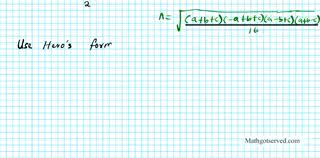 2
A = √((a+b+c)(-a+b+c)(a-b+c)(a+b-c)/16)
Use Hero's form
Mathgotserved.com